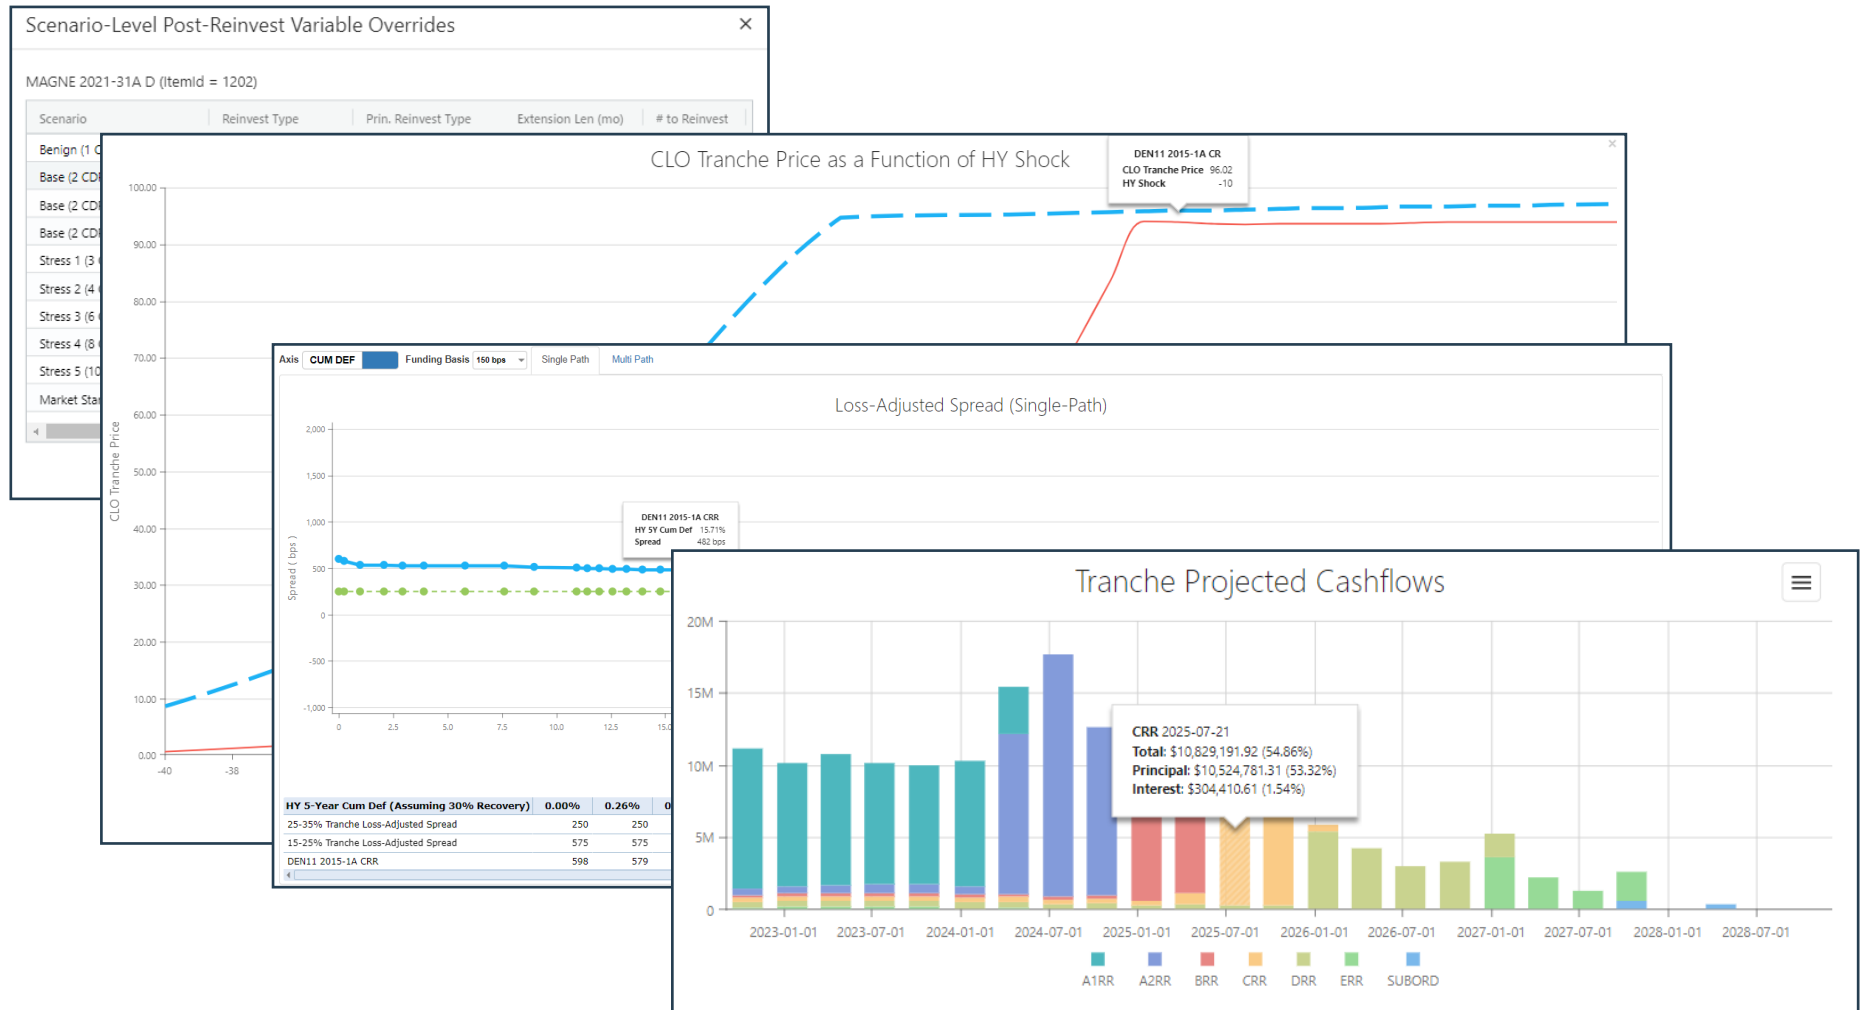 Scenario-Level Post-Reinvest Variable Overrides
MAGNE 2021-31A D (ItemId = 1202)
Scenario Reinvest Type Prin. Reinvest Type Extension Len (mo) # to Reinvest
Benign (1 C
Base (2 CD
Base (2 CD
Base (2 CD
Stress 1 (3
Stress 2 (4
Stress 3 (6
Stress 4 (8
Stress 5 (10
Market Sta
CLO Tranche Price as a Function of HY Shock
DEN11 2015-1A CR
CLO Tranche Price 96.02
HY Shock -10
CLO Tranche Price
100.00
90.00
80.00
70.00
60.00
50.00
40.00
30.00
20.00
10.00
0.00
-40 -38
Axis CUM DEF Funding Basis 150 bps Single Path Multi Path
Loss-Adjusted Spread (Single-Path)
Spread ( bps )
2,000
1,500
1,000
500
0
-500
-1,000
0 2.5 5.0 7.5 10.0 12.5 15.0
DEN11 2015-1A CRR
HY 5Y Cum Def 15.71%
Spread 482 bps
HY 5-Year Cum Def (Assuming 30% Recovery) 0.00% 0.26% 0
25-35% Tranche Loss-Adjusted Spread 250 250
15-25% Tranche Loss-Adjusted Spread 575 575
DEN11 2015-1A CRR 598 579
Tranche Projected Cashflows
20M
15M
10M
5M
0
CRR 2025-07-21
Total: $10,829,191.92 (54.86%)
Principal: $10,524,781.31 (53.32%)
Interest: $304,410.61 (1.54%)
2023-01-01 2023-07-01 2024-01-01 2024-07-01 2025-01-01 2025-07-01 2026-01-01 2026-07-01 2027-01-01 2027-07-01 2028-01-01 2028-07-01
A1RR A2RR BRR CRR DRR ERR SUBORD